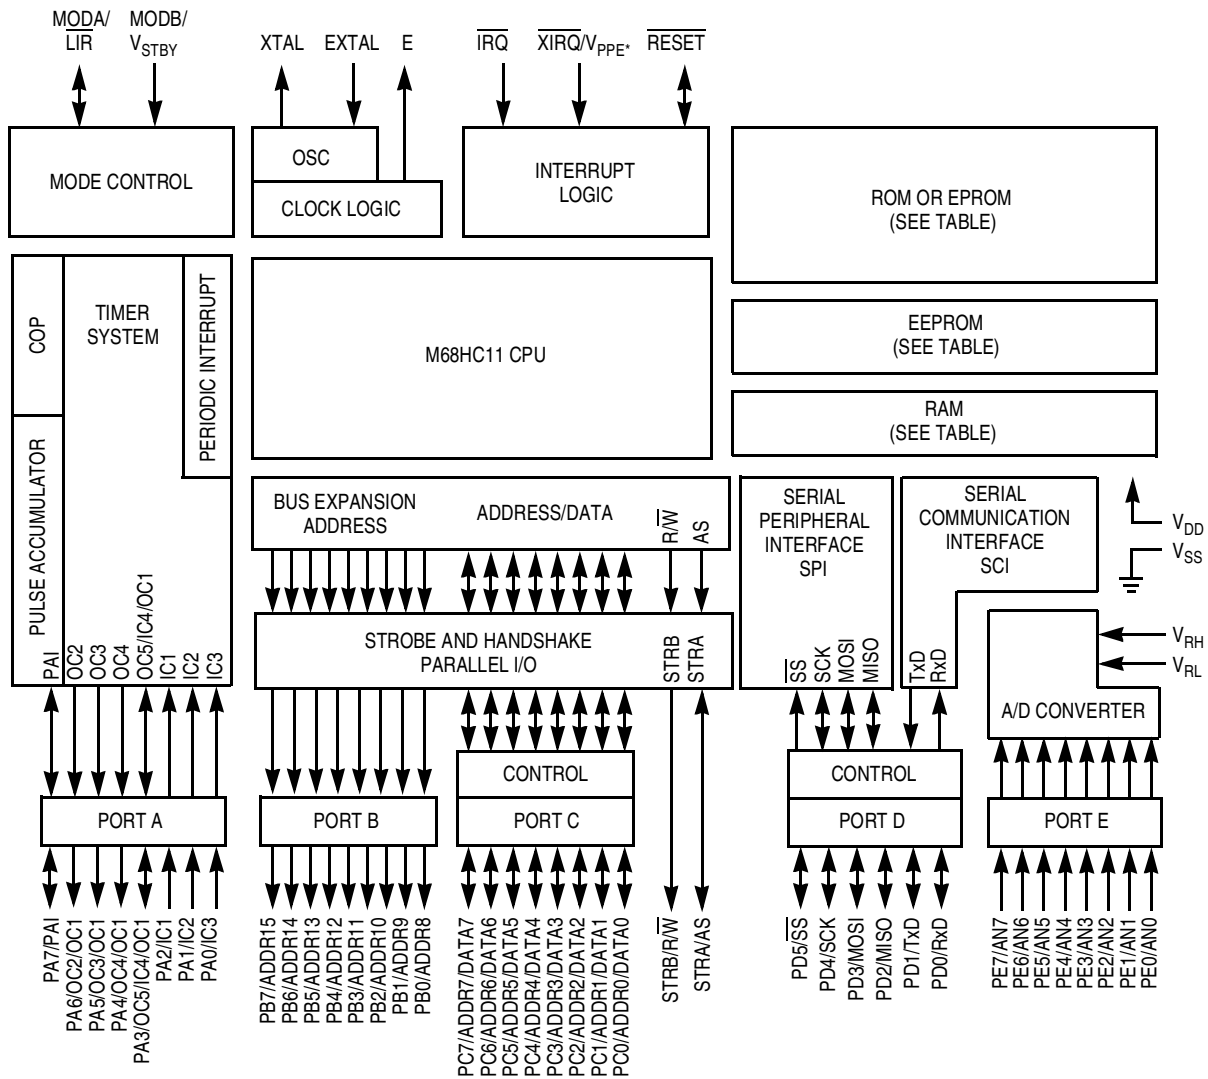 MODA/
LIR
MODB/
VSTBY
XTAL
EXTAL
E
IRQ
XIRQ/VPPE*
RESET
MODE CONTROL
OSC
CLOCK LOGIC
INTERRUPT
LOGIC
ROM OR EPROM
(SEE TABLE)
COP
TIMER
SYSTEM
PERIODIC INTERRUPT
PULSE ACCUMULATOR
M68HC11 CPU
EEPROM
(SEE TABLE)
RAM
(SEE TABLE)
BUS EXPANSION
ADDRESS
ADDRESS/DATA
R/W
AS
SERIAL
PERIPHERAL
INTERFACE
SPI
SERIAL
COMMUNICATION
INTERFACE
SCI
VDD
VSS
VRH
VRL
PAI
OC2
OC3
OC4
OC5/IC4/OC1
IC1
IC2
IC3
STROBE AND HANDSHAKE
PARALLEL I/O
STRB
STRA
SS
SCK
MOSI
MISO
TxD
RxD
A/D CONVERTER
CONTROL
CONTROL
PORT A
PORT B
PORT C
PORT D
PORT E
PA7/PAI
PA6/OC2/OC1
PA5/OC3/OC1
PA4/OC4/OC1
PA3/OC5/IC4/OC1
PA2/IC1
PA1/IC2
PA0/IC3
PB7/ADDR15
PB6/ADDR14
PB5/ADDR13
PB4/ADDR12
PB3/ADDR11
PB2/ADDR10
PB1/ADDR9
PB0/ADDR8
PC7/ADDR7/DATA7
PC6/ADDR6/DATA6
PC5/ADDR5/DATA5
PC4/ADDR4/DATA4
PC3/ADDR3/DATA3
PC2/ADDR2/DATA2
PC1/ADDR1/DATA1
PC0/ADDR0/DATA0
STRB/R/W
STRA/AS
PD5/SS
PD4/SCK
PD3/MOSI
PD2/MISO
PD1/TxD
PD0/RxD
PE7/AN7
PE6/AN6
PE5/AN5
PE4/AN4
PE3/AN3
PE2/AN2
PE1/AN1
PE0/AN0